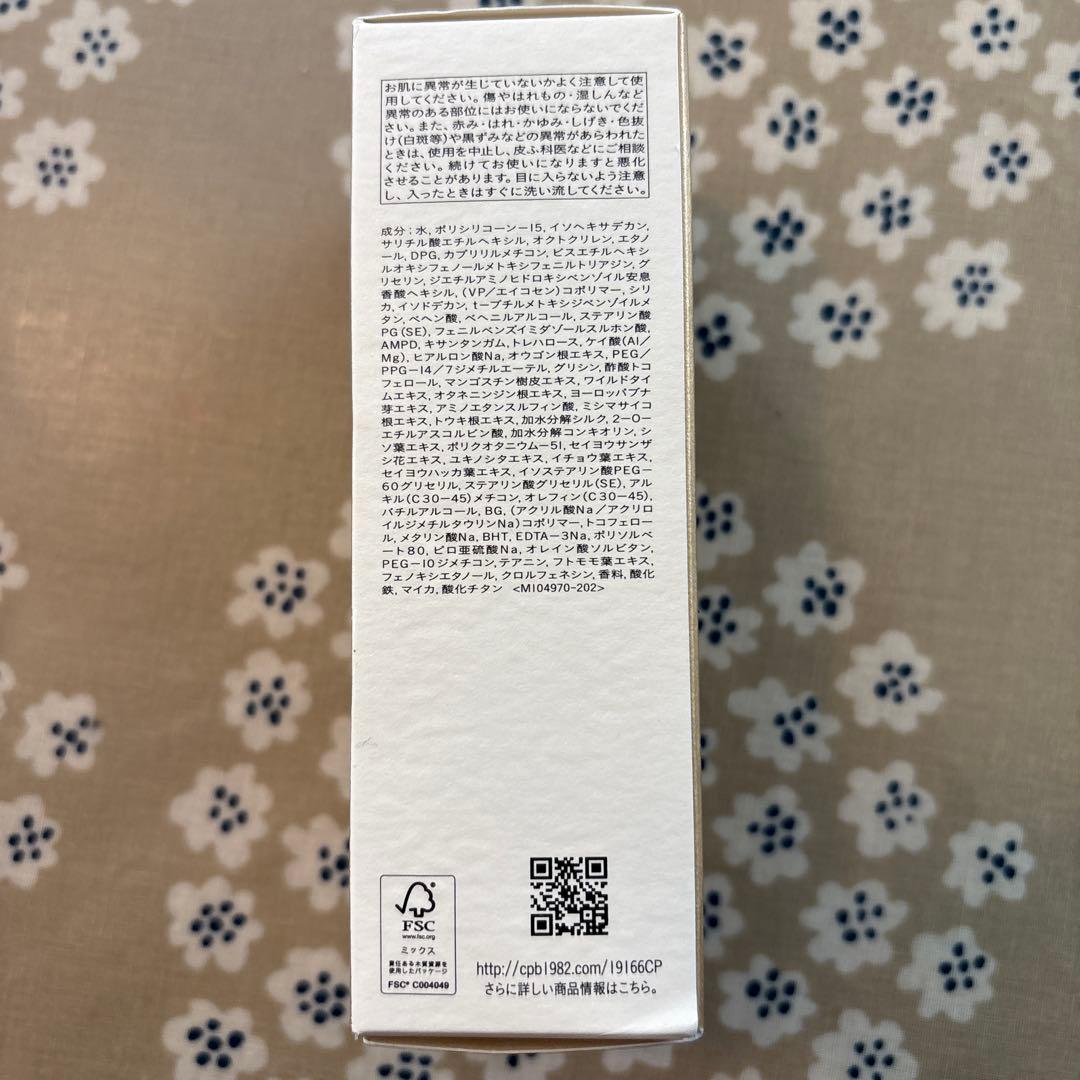 お肌に異常が生じていないかよく注意して使
用してください。傷やはれもの・湿しんなど
異常のある部位にはお使いにならないでくだ
さい。また、赤み・はれ・かゆみ・しげき・色抜
け(白斑等)や黒ずみなどの異常があらわれた
ときは、使用を中止し、皮ふ科医などにご相談
ください。続けてお使いになりますと悪化
させることがあります。目に入らないよう注意
し、入ったときはすぐに洗い流してください。
成分：水, ポリシリコーン－15, イソヘキサデカン,
サリチル酸エチルヘキシル, オクトクリレン, エタノ
ール, DPG, カプリリルメチコン, ビスエチルヘキシ
ルオキシフェノールメトキシフェニルトリアジン, グ
リセリン, ジエチルアミノヒドロキシベンゾイル安息
香酸ヘキシル, (VP／エイコセン)コポリマー, シリ
カ, イソドデカン, t－ブチルメトキシジベンゾイルメ
タン, ベヘン酸, ベヘニルアルコール, ステアリン酸
PG(SE), フェニルベンズイミダゾールスルホン酸,
AMPD, キサンタンガム, トレハロース, ケイ酸(Al／
Mg), ヒアルロン酸Na, オウゴン根エキス, PEG／
PPG－14／7ジメチルエーテル, グリシン, 酢酸トコ
フェロール, マンゴスチン樹皮エキス, ワイルドタイ
ムエキス, オタネニンジン根エキス, ヨーロッパブナ
芽エキス, アミノエタンスルフィン酸, ミシマサイコ
根エキス, トウキ根エキス, 加水分解シルク, 2－O－
エチルアスコルビン酸, 加水分解コンキオリン, シ
ソ葉エキス, ポリクオタニウム－51, セイヨウサンザ
シ花エキス, ユキノシタエキス, イチョウ葉エキス,
セイヨウハッカ葉エキス, イソステアリン酸PEG－
60グリセリル, ステアリン酸グリセリル(SE), アル
キル(C30－45)メチコン, オレフィン(C30－45),
バチルアルコール, BG, (アクリル酸Na／アクリロ
イルジメチルタウリンNa)コポリマー, トコフェロー
ル, メタリン酸Na, BHT, EDTA－3Na, ポリソルベ
ート80, ピロ亜硫酸Na, オレイン酸ソルビタン,
PEG－10ジメチコン, テアニン, フトモモ葉エキス,
フェノキシエタノール, クロルフェネシン, 香料, 酸化
鉄, マイカ, 酸化チタン <M104970-202>
FSC
www.fsc.org
ミックス
責任ある木質資源を
使用したパッケージ
FSC® C004049
http://cpb1982.com/19166CP
さらに詳しい商品情報はこちら。